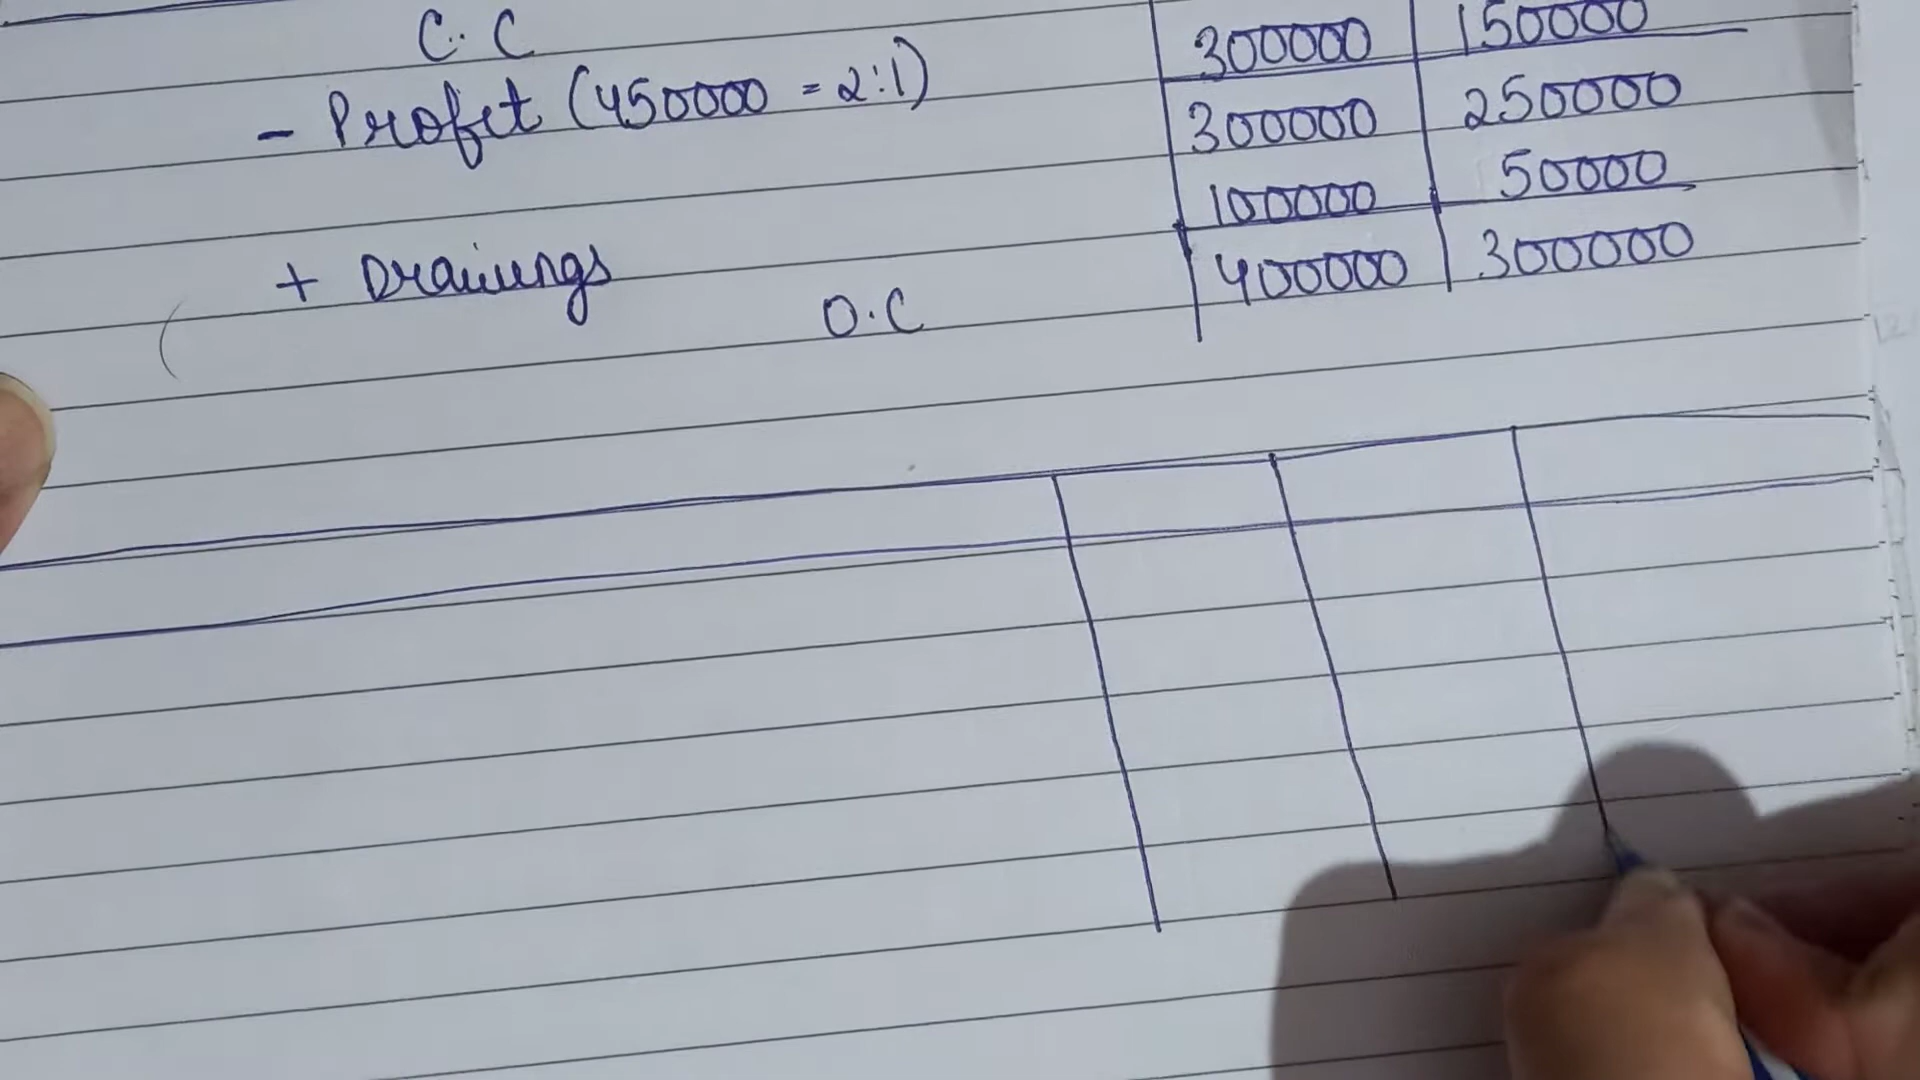 C.C 300000 150000
- Profit (450000 = 2:1) 300000 250000
100000 50000
+ Drawings 400000 300000
O.C